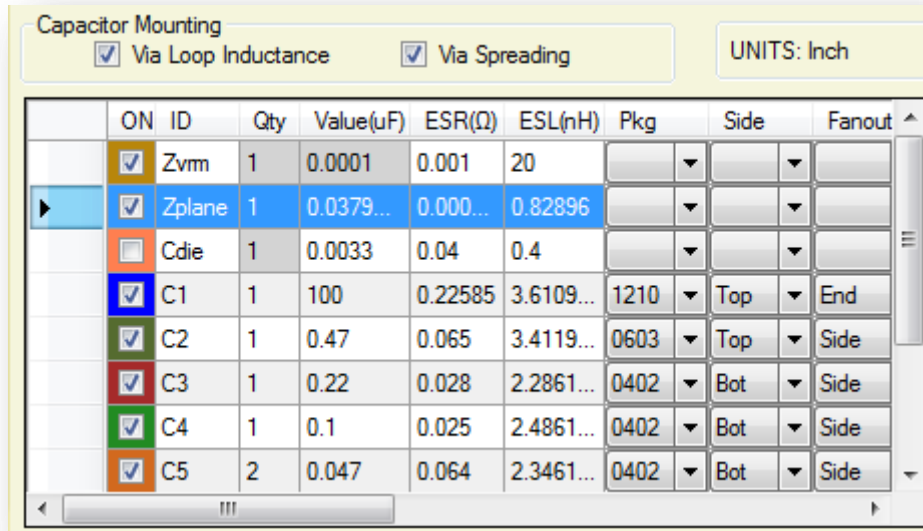 Capacitor Mounting
Via Loop Inductance Via Spreading UNITS: Inch
ON ID Qty Value(uF) ESR(Ω) ESL(nH) Pkg Side Fanout
Zvrm 1 0.0001 0.001 20
Zplane 1 0.0379... 0.000... 0.82896
Cdie 1 0.0033 0.04 0.4
C1 1 100 0.22585 3.6109... 1210 Top End
C2 1 0.47 0.065 3.4119... 0603 Top Side
C3 1 0.22 0.028 2.2861... 0402 Bot Side
C4 1 0.1 0.025 2.4861... 0402 Bot Side
C5 2 0.047 0.064 2.3461... 0402 Bot Side